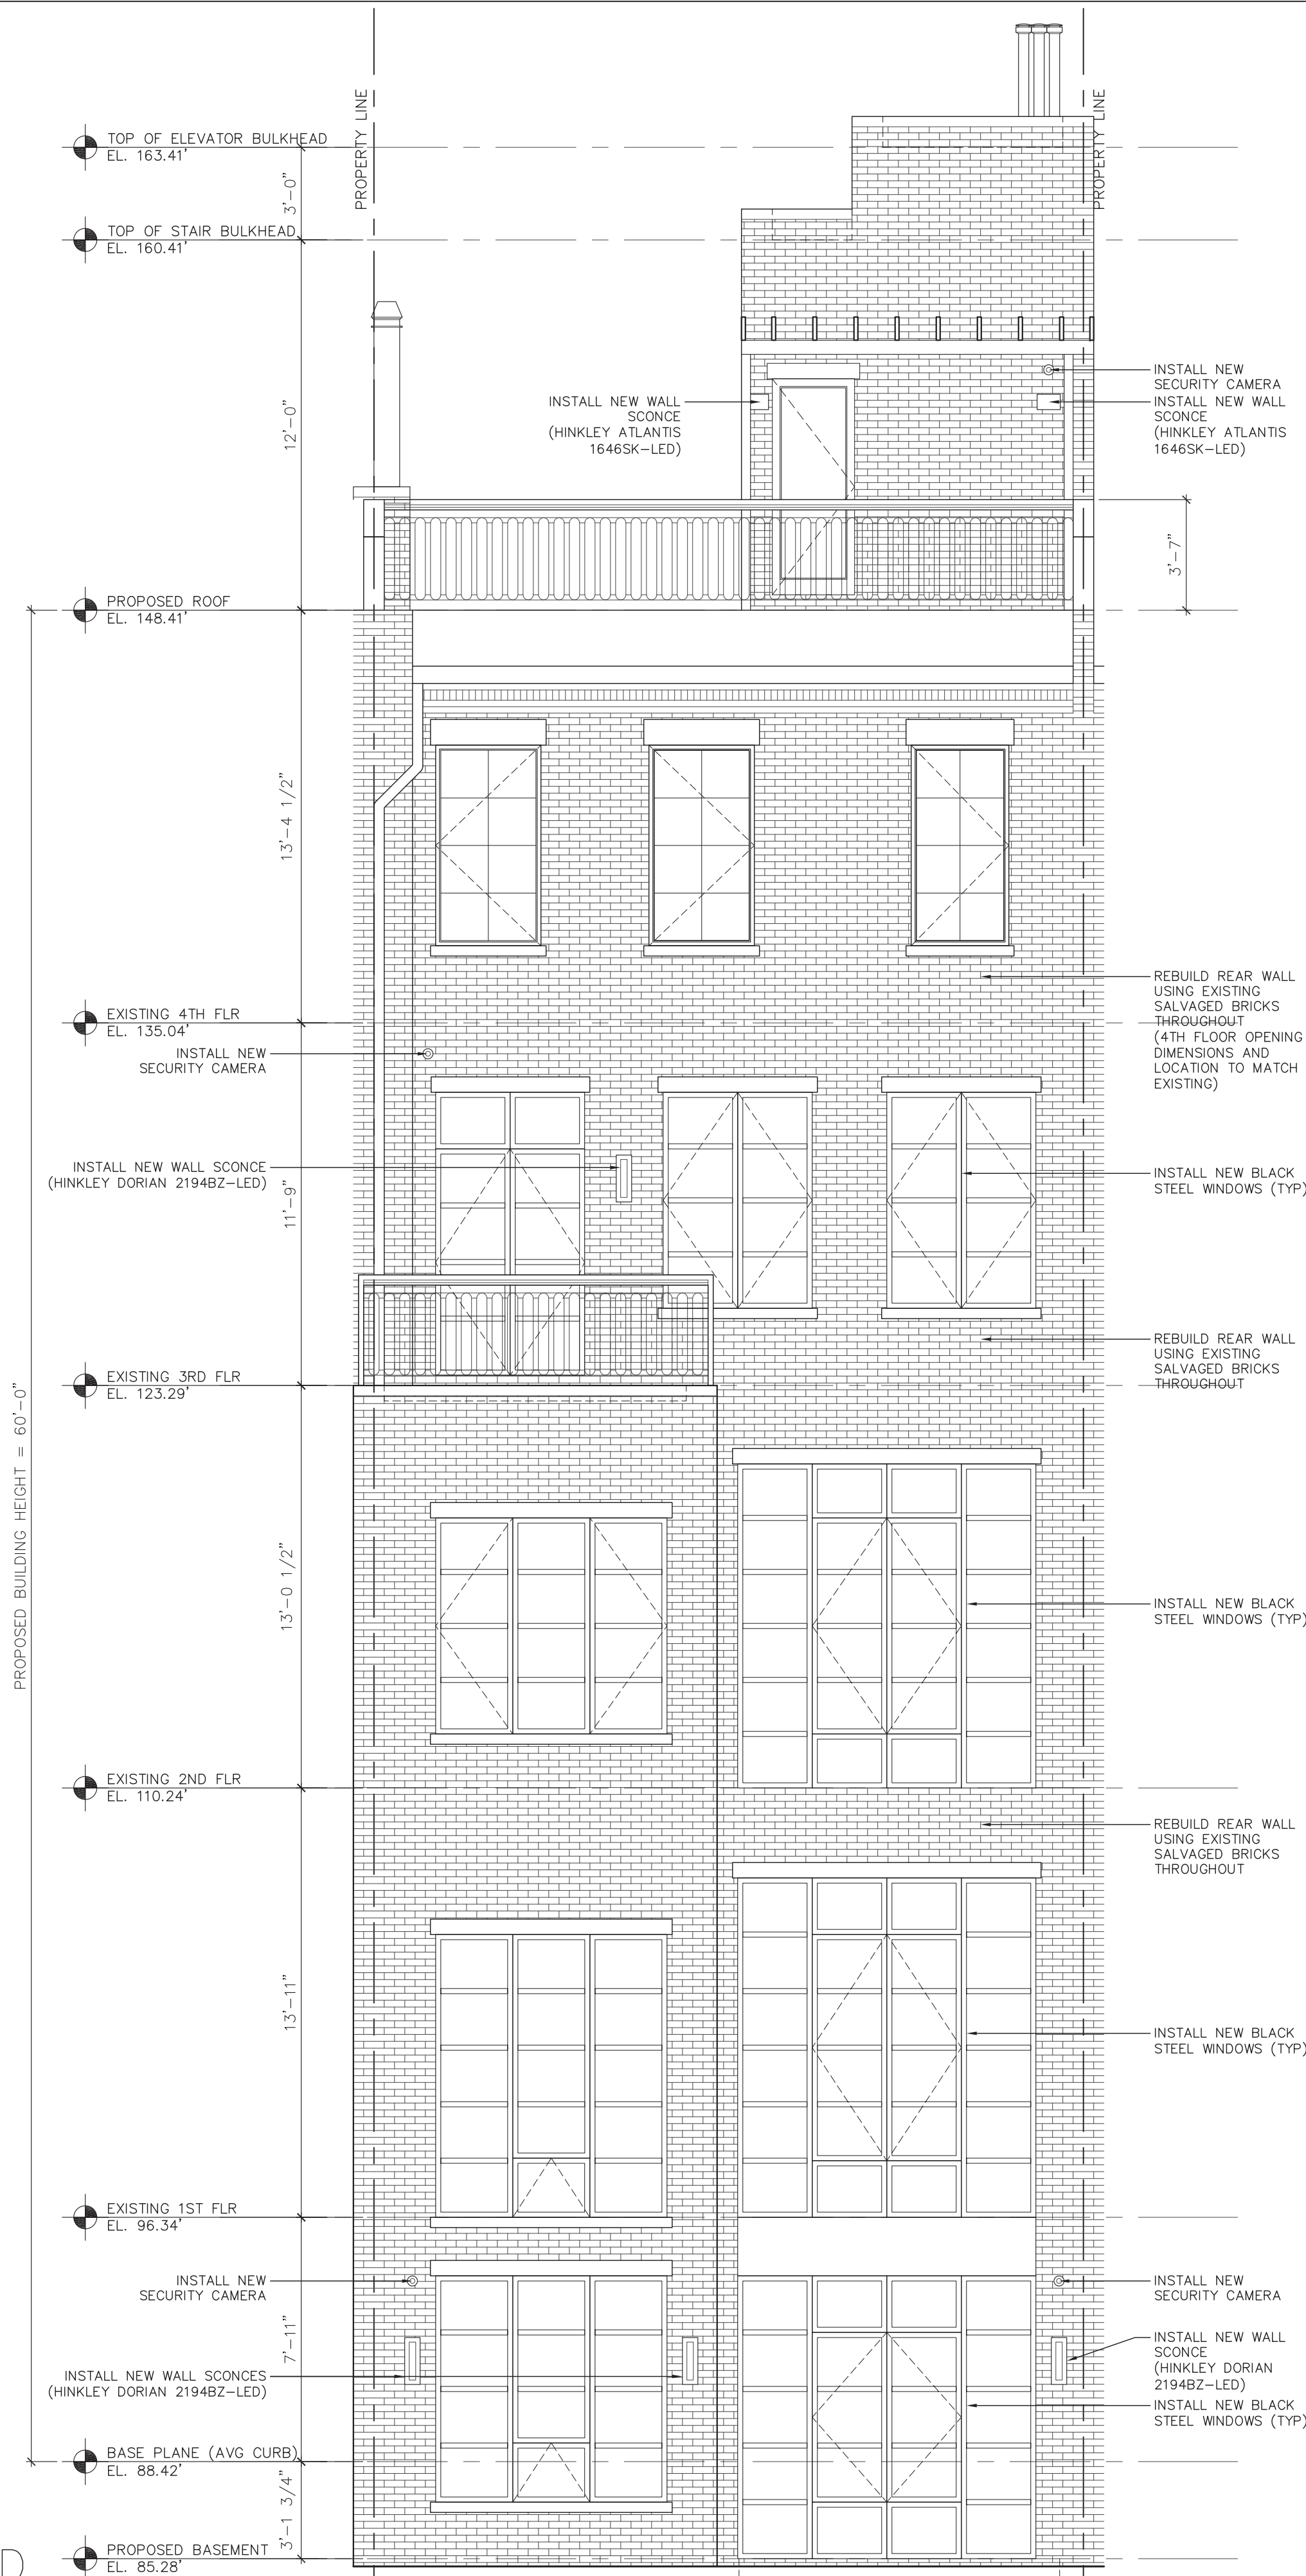 PROPERTY LINE
PROPERTY LINE
TOP OF ELEVATOR BULKHEAD
EL. 163.41'
3'-0"
TOP OF STAIR BULKHEAD
EL. 160.41'
12'-0"
INSTALL NEW WALL
SCONCE
(HINKLEY ATLANTIS
1646SK-LED)
INSTALL NEW
SECURITY CAMERA
INSTALL NEW WALL
SCONCE
(HINKLEY ATLANTIS
1646SK-LED)
3'-7"
PROPOSED ROOF
EL. 148.41'
13'-4 1/2"
REBUILD REAR WALL
USING EXISTING
SALVAGED BRICKS
THROUGHOUT
(4TH FLOOR OPENING
DIMENSIONS AND
LOCATION TO MATCH
EXISTING)
EXISTING 4TH FLR
EL. 135.04'
INSTALL NEW
SECURITY CAMERA
INSTALL NEW WALL SCONCE
(HINKLEY DORIAN 2194BZ-LED)
11'-9"
INSTALL NEW BLACK
STEEL WINDOWS (TYP)
REBUILD REAR WALL
USING EXISTING
SALVAGED BRICKS
THROUGHOUT
EXISTING 3RD FLR
EL. 123.29'
PROPOSED BUILDING HEIGHT = 60'-0"
13'-0 1/2"
INSTALL NEW BLACK
STEEL WINDOWS (TYP)
EXISTING 2ND FLR
EL. 110.24'
REBUILD REAR WALL
USING EXISTING
SALVAGED BRICKS
THROUGHOUT
13'-11"
INSTALL NEW BLACK
STEEL WINDOWS (TYP)
EXISTING 1ST FLR
EL. 96.34'
INSTALL NEW
SECURITY CAMERA
INSTALL NEW
SECURITY CAMERA
7'-11"
INSTALL NEW WALL SCONCES
(HINKLEY DORIAN 2194BZ-LED)
INSTALL NEW WALL
SCONCE
(HINKLEY DORIAN
2194BZ-LED)
INSTALL NEW BLACK
STEEL WINDOWS (TYP)
BASE PLANE (AVG CURB)
EL. 88.42'
3'-1 3/4"
PROPOSED BASEMENT
EL. 85.28'